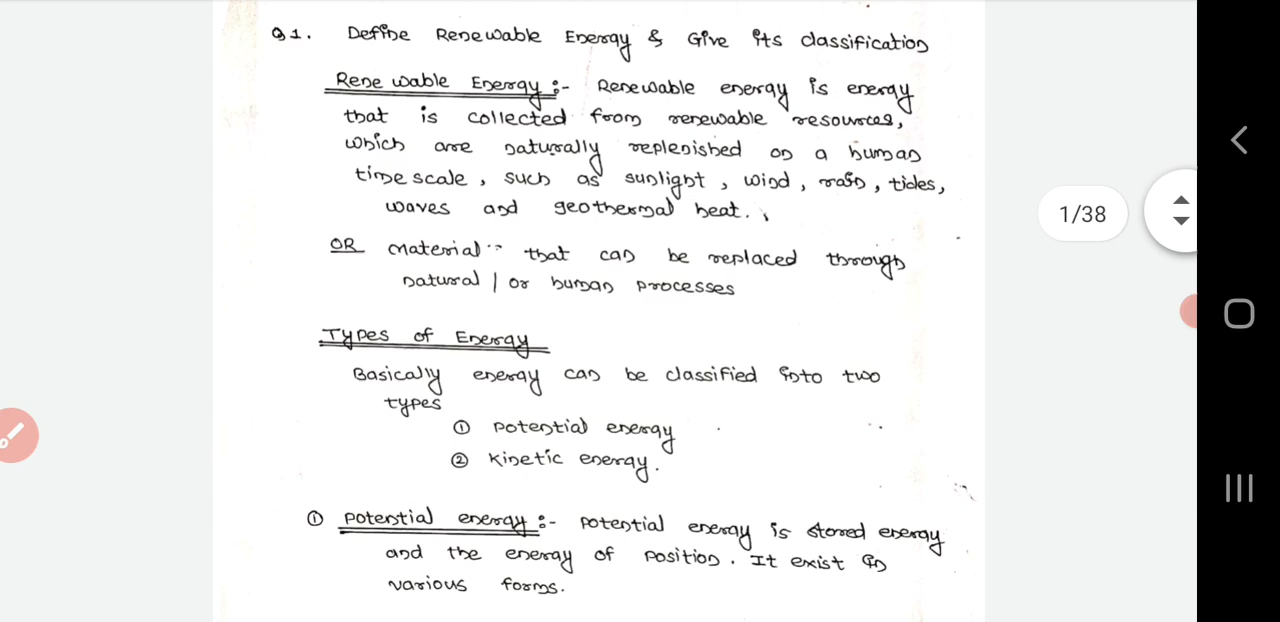 Q1. Define Renewable Energy & Give its classification
Renewable Energy :- Renewable energy is energy
that is collected from renewable resources,
which are naturally replenished on a human
time scale, such as sunlight, wind, rain, tides,
waves and geothermal heat.
OR material that can be replaced through
natural / or human processes
1/38
Types of Energy
Basically energy can be classified into two
types
① potential energy
② kinetic energy.
① potential energy :- potential energy is stored energy
and the energy of position. It exist in
various forms.